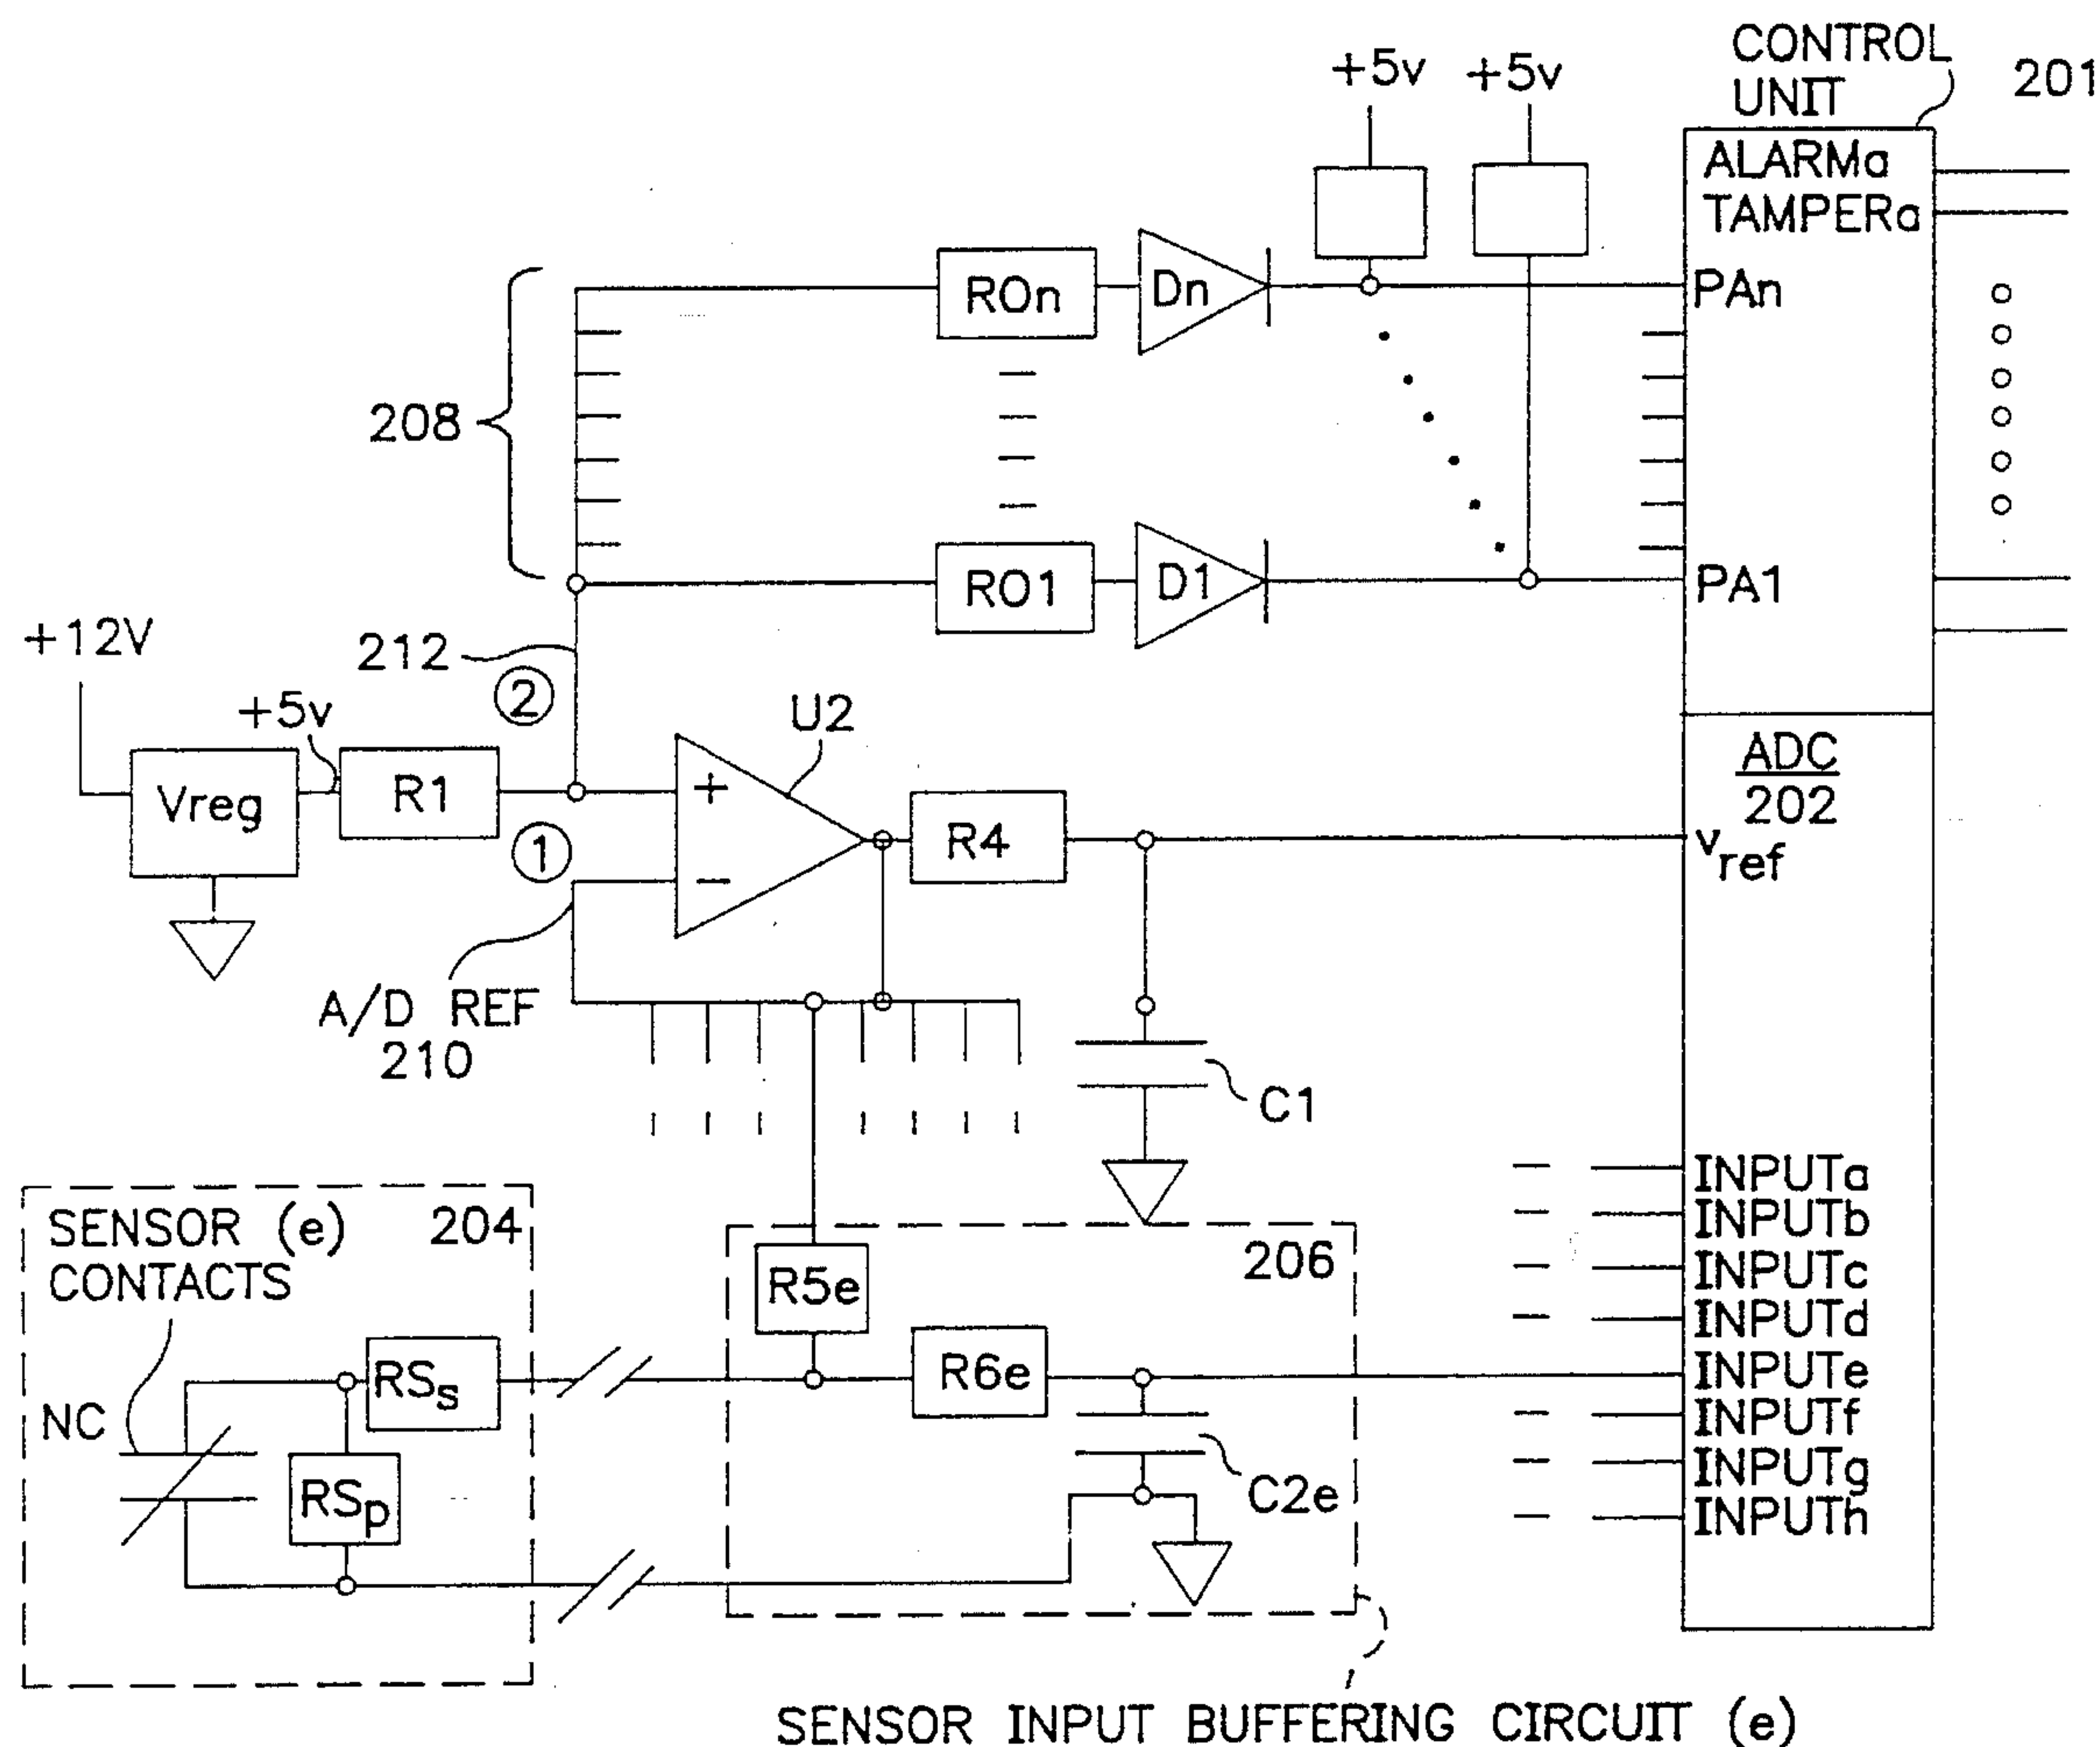 CONTROL
UNIT
201
+5v
+5v
ALARMa
TAMPERa
ROn
Dn
PAn
208
RO1
D1
PA1
+12V
212
2
+5v
U2
Vreg
R1
+
R4
ADC
202
vref
1
−
A/D REF
210
C1
INPUTa
INPUTb
INPUTc
INPUTd
INPUTe
INPUTf
INPUTg
INPUTh
SENSOR (e)
CONTACTS
204
206
R5e
RSs
R6e
NC
RSp
C2e
SENSOR INPUT BUFFERING CIRCUIT (e)